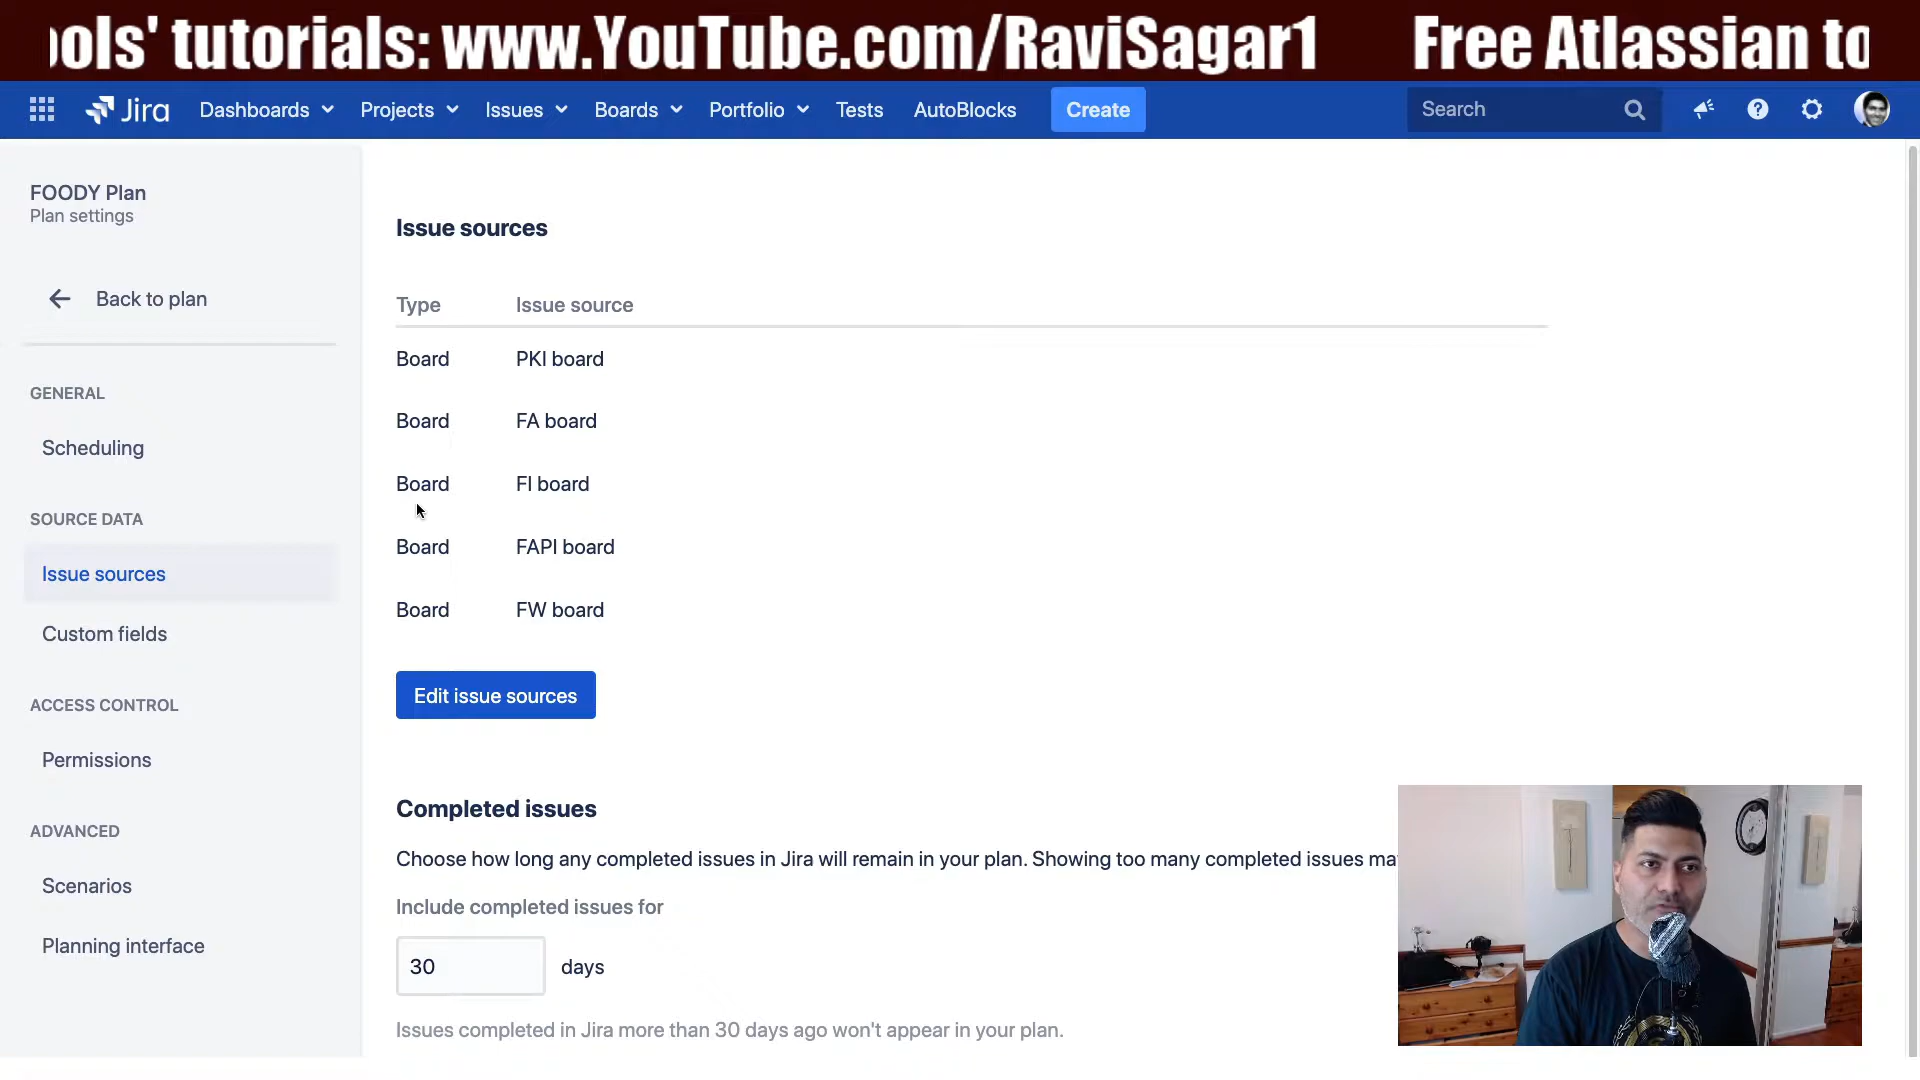 ols' tutorials: www.YouTube.com/RaviSagar1 Free Atlassian to
Jira Dashboards Projects Issues Boards Portfolio Tests AutoBlocks Create Search
FOODY Plan
Plan settings
Back to plan
GENERAL
Scheduling
SOURCE DATA
Issue sources
Custom fields
ACCESS CONTROL
Permissions
ADVANCED
Scenarios
Planning interface
Issue sources
Type Issue source
Board PKI board
Board FA board
Board FI board
Board FAPI board
Board FW board
Edit issue sources
Completed issues
Choose how long any completed issues in Jira will remain in your plan. Showing too many completed issues ma
Include completed issues for
30 days
Issues completed in Jira more than 30 days ago won't appear in your plan.